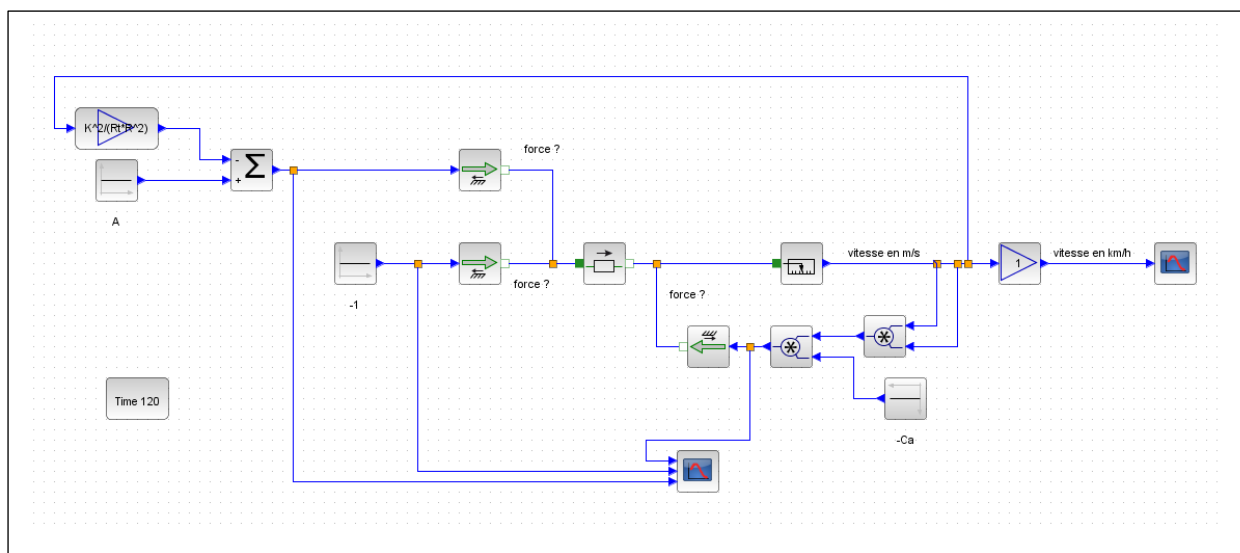 force ?
K^2/(Rt*R^2)
-
Σ
+
A
vitesse en m/s
1
vitesse en km/h
-1
force ?
force ?
Time 120
-Ca